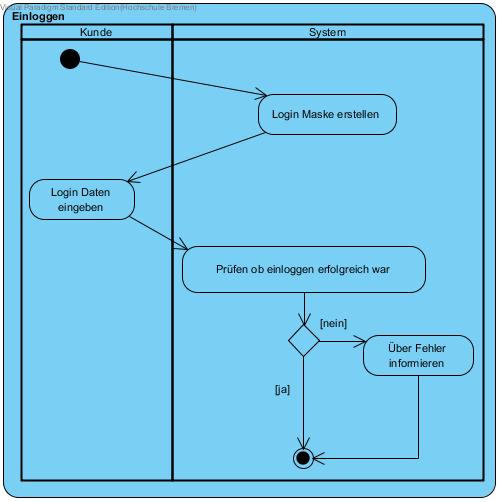 Visual Paradigm Standard Edition(Hochschule Bremen)
Einloggen
Kunde
System
Login Maske erstellen
Login Daten
eingeben
Prüfen ob einloggen erfolgreich war
[nein]
Über Fehler
informieren
[ja]